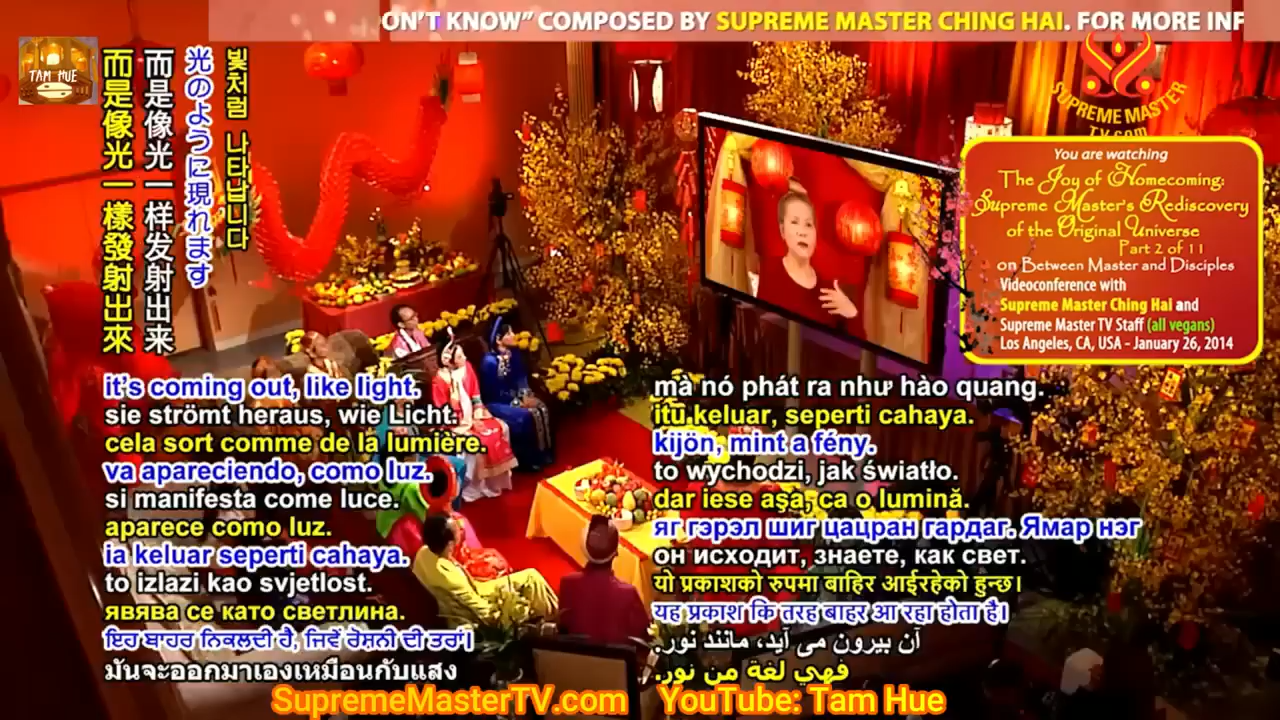 ON'T KNOW” COMPOSED BY SUPREME MASTER CHING HAI. FOR MORE INF
TAM HUE
SUPREME MASTER
TV.com
You are watching
The Joy of Homecoming:
Supreme Master's Rediscovery
of the Original Universe
Part 2 of 11
on Between Master and Disciples
Videoconference with
Supreme Master Ching Hai and
Supreme Master TV Staff (all vegans)
Los Angeles, CA, USA - January 26, 2014
빛처럼 나타납니다
光のように現れます
而是像光一样发射出来
而是像光一樣發射出來
it's coming out, like light.
sie strömt heraus, wie Licht.
cela sort comme de la lumière.
va apareciendo, como luz.
si manifesta come luce.
aparece como luz.
ia keluar seperti cahaya.
to izlazi kao svjetlost.
явява се като светлина.
ਇਹ ਬਾਹਰ ਨਿਕਲਦੀ ਹੈ, ਜਿਵੇਂ ਰੋਸ਼ਨੀ ਦੀ ਤਰਾਂ।
มันจะออกมาเองเหมือนกับแสง
mà nó phát ra như hào quang.
itu keluar, seperti cahaya.
kijön, mint a fény.
to wychodzi, jak światło.
dar iese aşa, ca o lumină.
яг гэрэл шиг цацран гардаг. Ямар нэг
он исходит, знаете, как свет.
यो प्रकाशको रुपमा बाहिर आईरहेको हुन्छ।
यह प्रकाश कि तरह बाहर आ रहा होता है।
آن بیرون می آید، مانند نور.
فهي لغة من نور.
SupremeMasterTV.com YouTube: Tam Hue